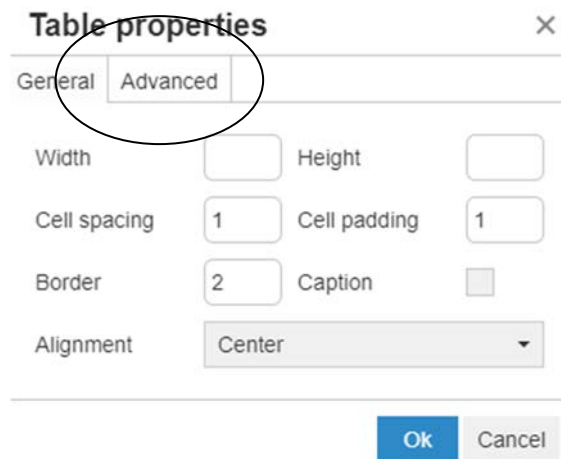 Table properties ×
General Advanced
Width Height
Cell spacing 1 Cell padding 1
Border 2 Caption
Alignment Center
Ok Cancel